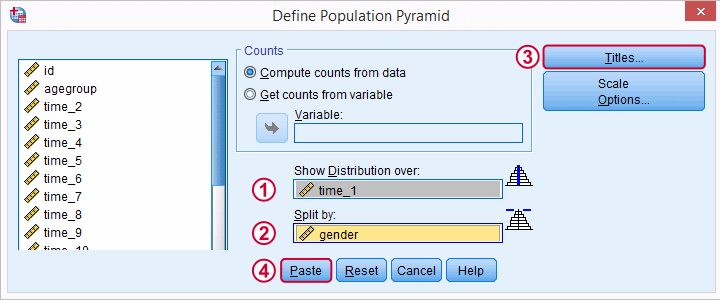 Define Population Pyramid
id
agegroup
time_2
time_3
time_4
time_5
time_6
time_7
time_8
time_9
time_10
Counts
Compute counts from data
Get counts from variable
Variable:
1
Show Distribution over:
time_1
2
Split by:
gender
3
Titles...
Scale
Options...
4
Paste
Reset
Cancel
Help